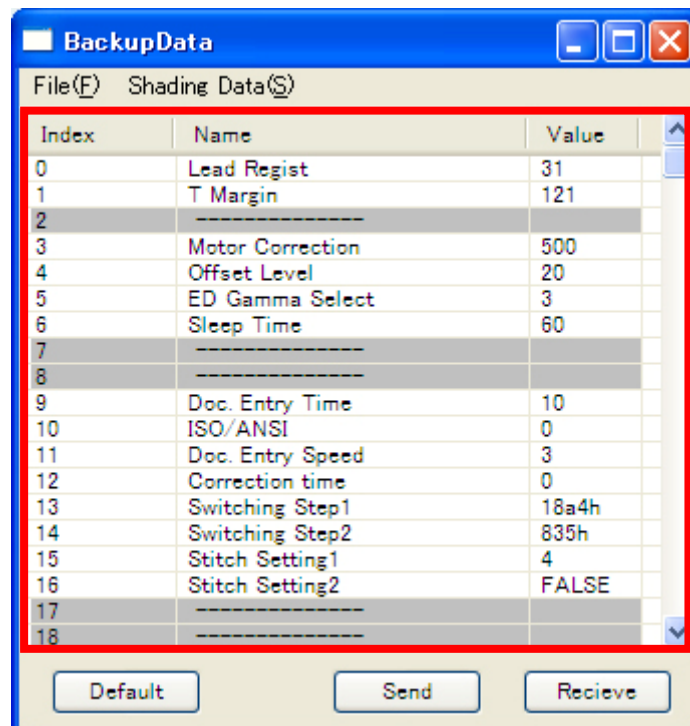 BackupData
File(F) Shading Data(S)
Index Name Value
0 Lead Regist 31
1 T Margin 121
2 --------------
3 Motor Correction 500
4 Offset Level 20
5 ED Gamma Select 3
6 Sleep Time 60
7 --------------
8 --------------
9 Doc. Entry Time 10
10 ISO/ANSI 0
11 Doc. Entry Speed 3
12 Correction time 0
13 Switching Step1 18a4h
14 Switching Step2 835h
15 Stitch Setting1 4
16 Stitch Setting2 FALSE
17 --------------
18 --------------
Default Send Recieve